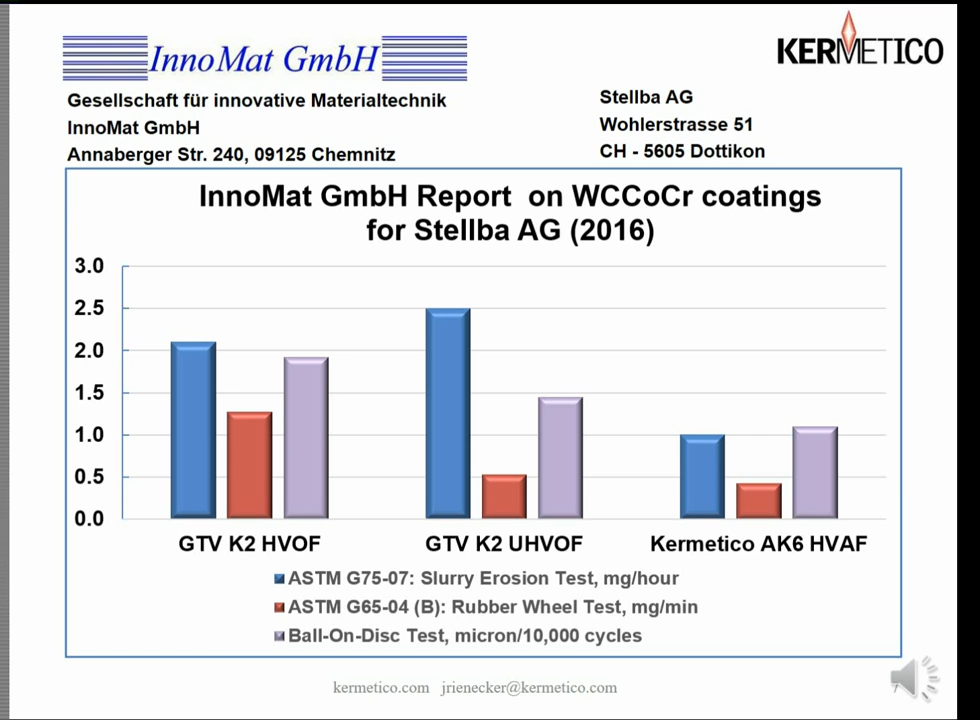 InnoMat GmbH
KERMETICO
Gesellschaft für innovative Materialtechnik
InnoMat GmbH
Annaberger Str. 240, 09125 Chemnitz
Stellba AG
Wohlerstrasse 51
CH - 5605 Dottikon
InnoMat GmbH Report on WCCoCr coatings
for Stellba AG (2016)
3.0
2.5
2.0
1.5
1.0
0.5
0.0
GTV K2 HVOF
GTV K2 UHVOF
Kermetico AK6 HVAF
ASTM G75-07: Slurry Erosion Test, mg/hour
ASTM G65-04 (B): Rubber Wheel Test, mg/min
Ball-On-Disc Test, micron/10,000 cycles
kermetico.com jrienecker@kermetico.com
7